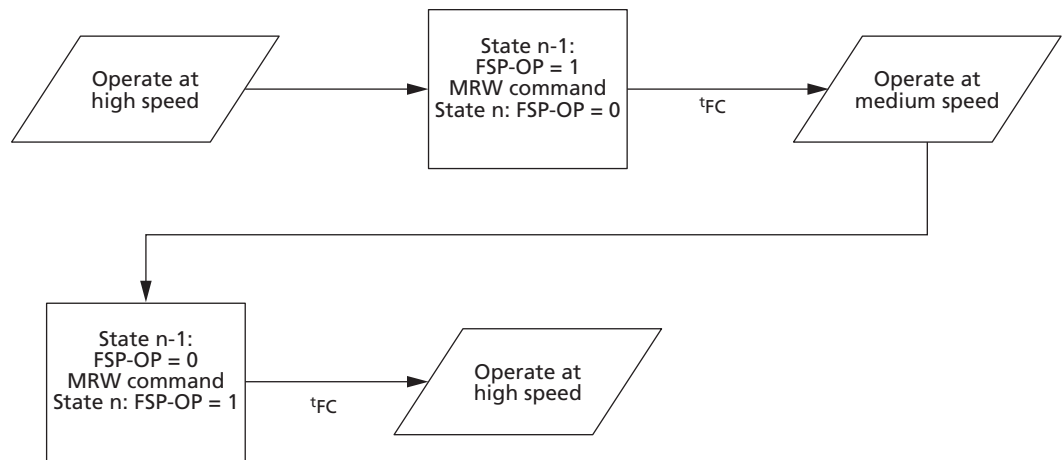 Operate at
high speed
State n-1:
FSP-OP = 1
MRW command
State n: FSP-OP = 0
tFC
Operate at
medium speed
State n-1:
FSP-OP = 0
MRW command
State n: FSP-OP = 1
tFC
Operate at
high speed